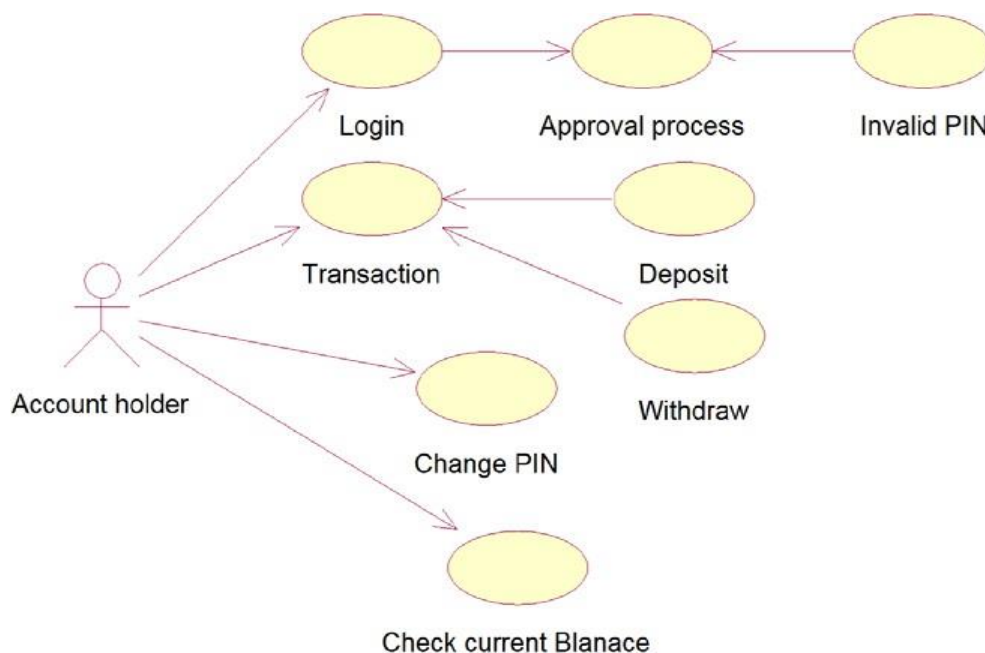 Login
Approval process
Invalid PIN
Transaction
Deposit
Account holder
Withdraw
Change PIN
Check current Blanace